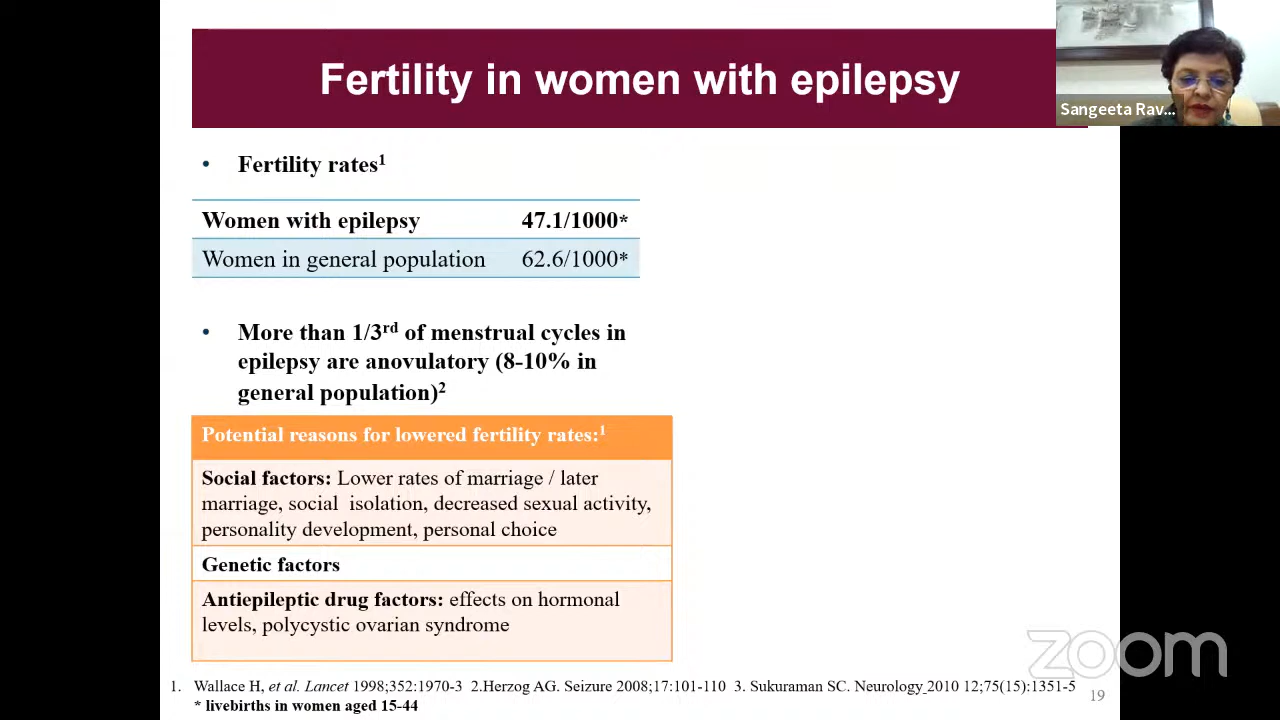 Fertility in women with epilepsy
Sangeeta Rav...
• Fertility rates1
Women with epilepsy 47.1/1000*
Women in general population 62.6/1000*
• More than 1/3rd of menstrual cycles in
epilepsy are anovulatory (8-10% in
general population)2
Potential reasons for lowered fertility rates:1
Social factors: Lower rates of marriage / later
marriage, social isolation, decreased sexual activity,
personality development, personal choice
Genetic factors
Antiepileptic drug factors: effects on hormonal
levels, polycystic ovarian syndrome
zoom
1. Wallace H, et al. Lancet 1998;352:1970-3 2.Herzog AG. Seizure 2008;17:101-110 3. Sukuraman SC. Neurology 2010 12;75(15):1351-5
19
* livebirths in women aged 15-44